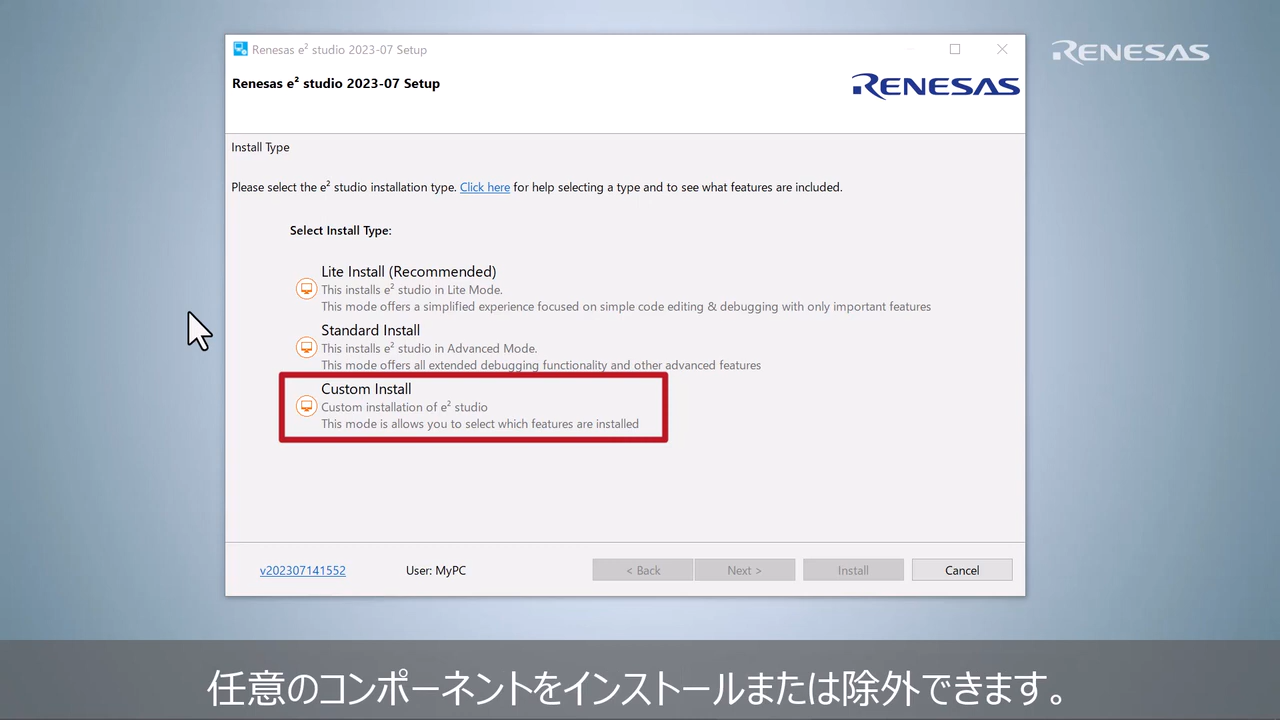 Renesas e² studio 2023-07 Setup
RENESAS
Renesas e² studio 2023-07 Setup
RENESAS
Install Type
Please select the e² studio installation type. Click here for help selecting a type and to see what features are included.
Select Install Type:
Lite Install (Recommended)
This installs e² studio in Lite Mode.
This mode offers a simplified experience focused on simple code editing & debugging with only important features
Standard Install
This installs e² studio in Advanced Mode.
This mode offers all extended debugging functionality and other advanced features
Custom Install
Custom installation of e² studio
This mode is allows you to select which features are installed
v202307141552 User: MyPC < Back Next > Install Cancel
任意のコンポーネントをインストールまたは除外できます。